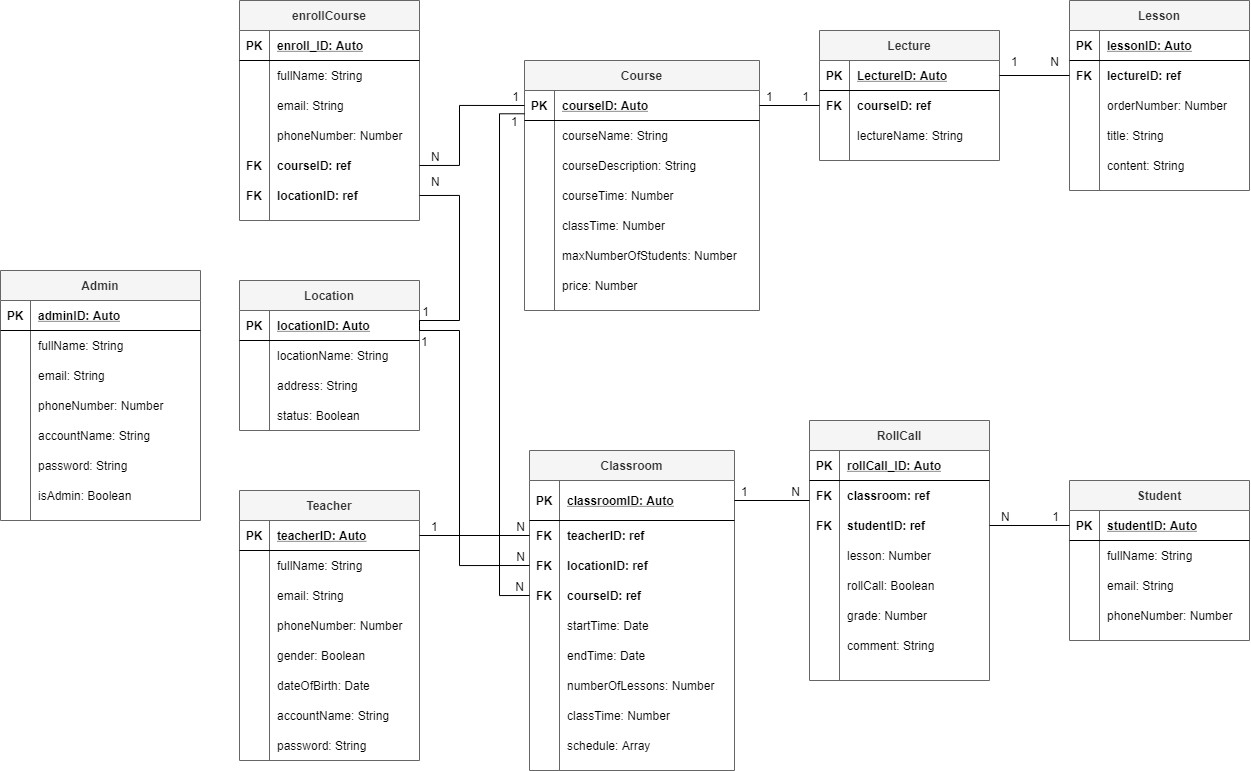 enrollCourse
PK enroll_ID: Auto
fullName: String
email: String
phoneNumber: Number
FK courseID: ref
FK locationID: ref
N
N
1
1
Course
PK courseID: Auto
courseName: String
courseDescription: String
courseTime: Number
classTime: Number
maxNumberOfStudents: Number
price: Number
1
1
Lecture
PK LectureID: Auto
FK courseID: ref
lectureName: String
1
N
Lesson
PK lessonID: Auto
FK lectureID: ref
orderNumber: Number
title: String
content: String
Admin
PK adminID: Auto
fullName: String
email: String
phoneNumber: Number
accountName: String
password: String
isAdmin: Boolean
Location
PK locationID: Auto
locationName: String
address: String
status: Boolean
1
1
Teacher
PK teacherID: Auto
fullName: String
email: String
phoneNumber: Number
gender: Boolean
dateOfBirth: Date
accountName: String
password: String
1
N
N
N
Classroom
PK classroomID: Auto
FK teacherID: ref
FK locationID: ref
FK courseID: ref
startTime: Date
endTime: Date
numberOfLessons: Number
classTime: Number
schedule: Array
1
N
RollCall
PK rollCall_ID: Auto
FK classroom: ref
FK studentID: ref
lesson: Number
rollCall: Boolean
grade: Number
comment: String
N
1
Student
PK studentID: Auto
fullName: String
email: String
phoneNumber: Number